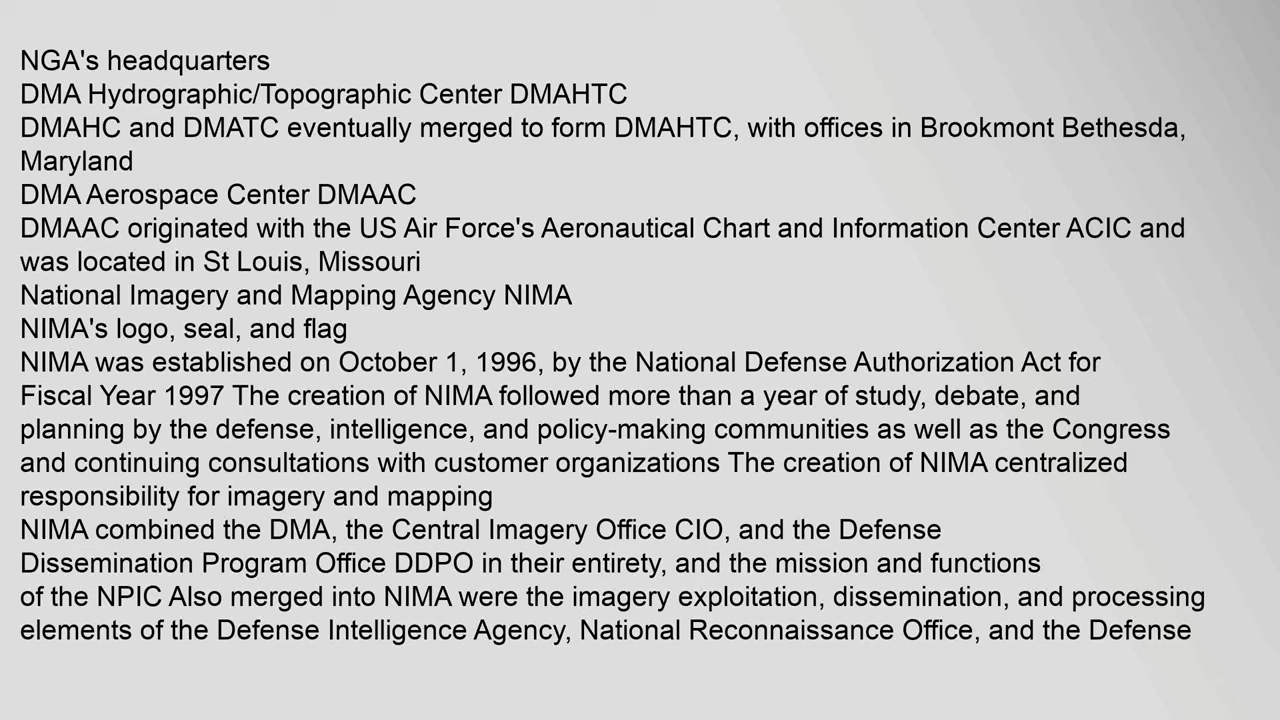 NGA's headquarters
DMA Hydrographic/Topographic Center DMAHTC
DMAHC and DMATC eventually merged to form DMAHTC, with offices in Brookmont Bethesda,
Maryland
DMA Aerospace Center DMAAC
DMAAC originated with the US Air Force's Aeronautical Chart and Information Center ACIC and
was located in St Louis, Missouri
National Imagery and Mapping Agency NIMA
NIMA's logo, seal, and flag
NIMA was established on October 1, 1996, by the National Defense Authorization Act for
Fiscal Year 1997 The creation of NIMA followed more than a year of study, debate, and
planning by the defense, intelligence, and policy-making communities as well as the Congress
and continuing consultations with customer organizations The creation of NIMA centralized
responsibility for imagery and mapping
NIMA combined the DMA, the Central Imagery Office CIO, and the Defense
Dissemination Program Office DDPO in their entirety, and the mission and functions
of the NPIC Also merged into NIMA were the imagery exploitation, dissemination, and processing
elements of the Defense Intelligence Agency, National Reconnaissance Office, and the Defense